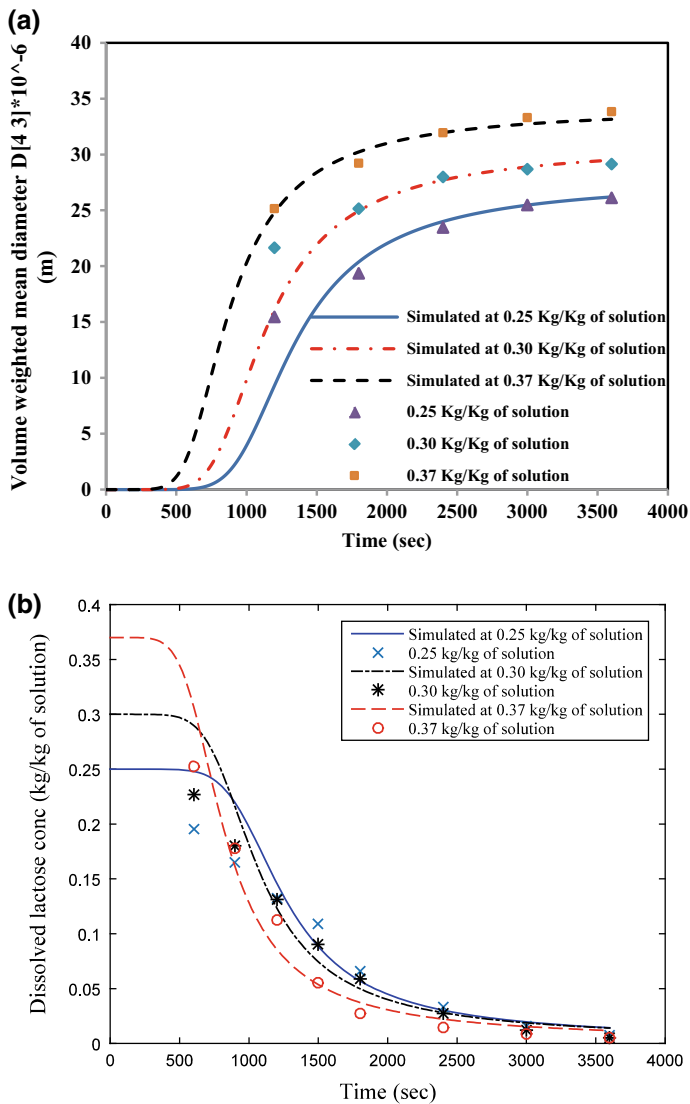 (a)
Volume weighted mean diameter D[4 3]*10^-6
(m)
40
35
30
25
20
15
10
5
0
Simulated at 0.25 Kg/Kg of solution
Simulated at 0.30 Kg/Kg of solution
Simulated at 0.37 Kg/Kg of solution
0.25 Kg/Kg of solution
0.30 Kg/Kg of solution
0.37 Kg/Kg of solution
0 500 1000 1500 2000 2500 3000 3500 4000
Time (sec)
(b)
Dissolved lactose conc (kg/kg of solution)
0.4
0.35
0.3
0.25
0.2
0.15
0.1
0.05
0
Simulated at 0.25 kg/kg of solution
0.25 kg/kg of solution
Simulated at 0.30 kg/kg of solution
0.30 kg/kg of solution
Simulated at 0.37 kg/kg of solution
0.37 kg/kg of solution
0 500 1000 1500 2000 2500 3000 3500 4000
Time (sec)